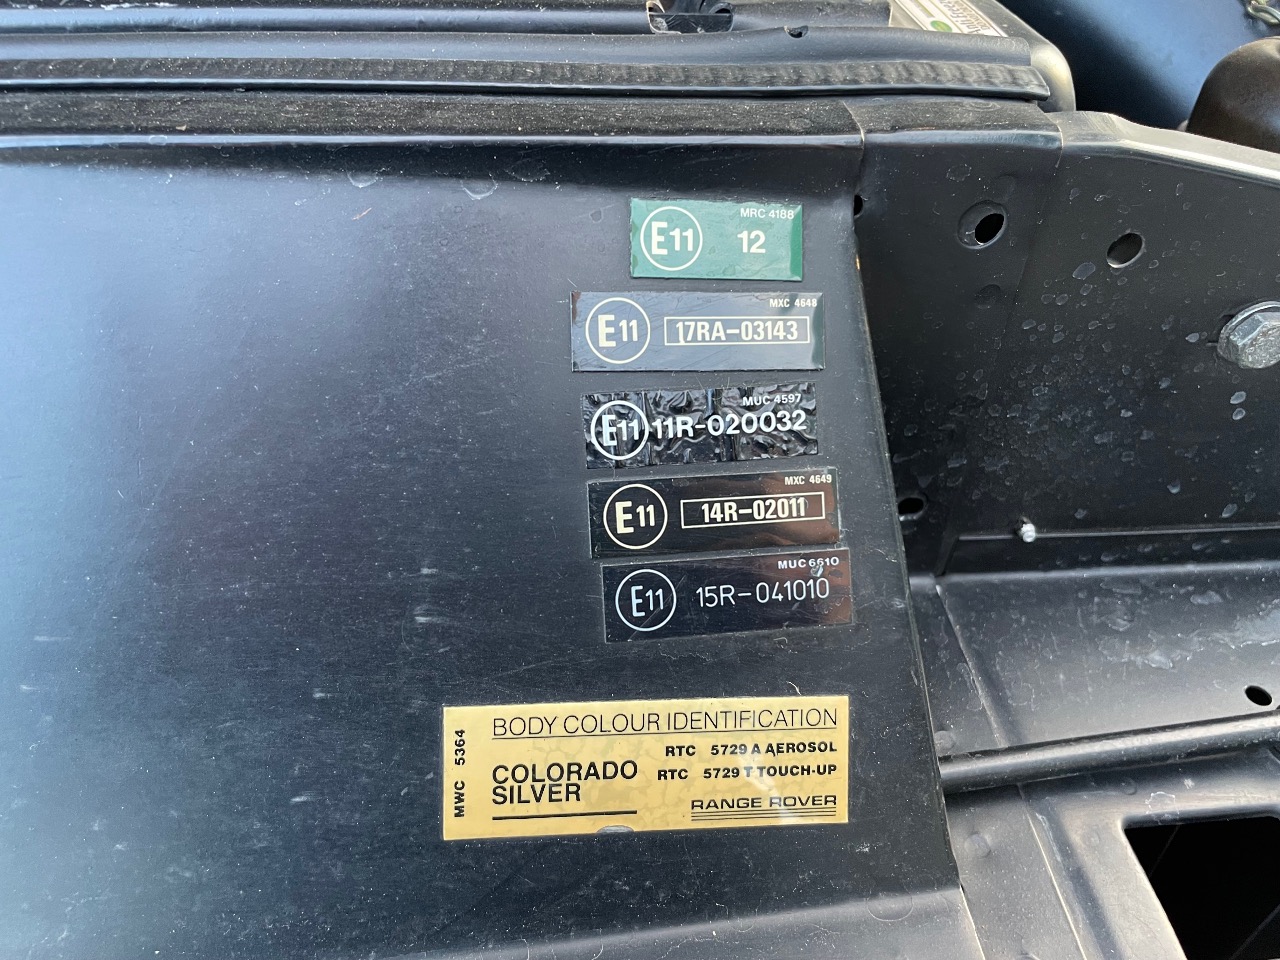 MRC 4188
E11 12
MXC 4648
E11 17RA-03143
MUC 4597
E11 11R-020032
MXC 4649
E11 14R-02011
MUC 6610
E11 15R-041010
MWC 5364
BODY COLOUR IDENTIFICATION
RTC 5729 A AEROSOL
RTC 5729 T TOUCH-UP
COLORADO
SILVER
RANGE ROVER